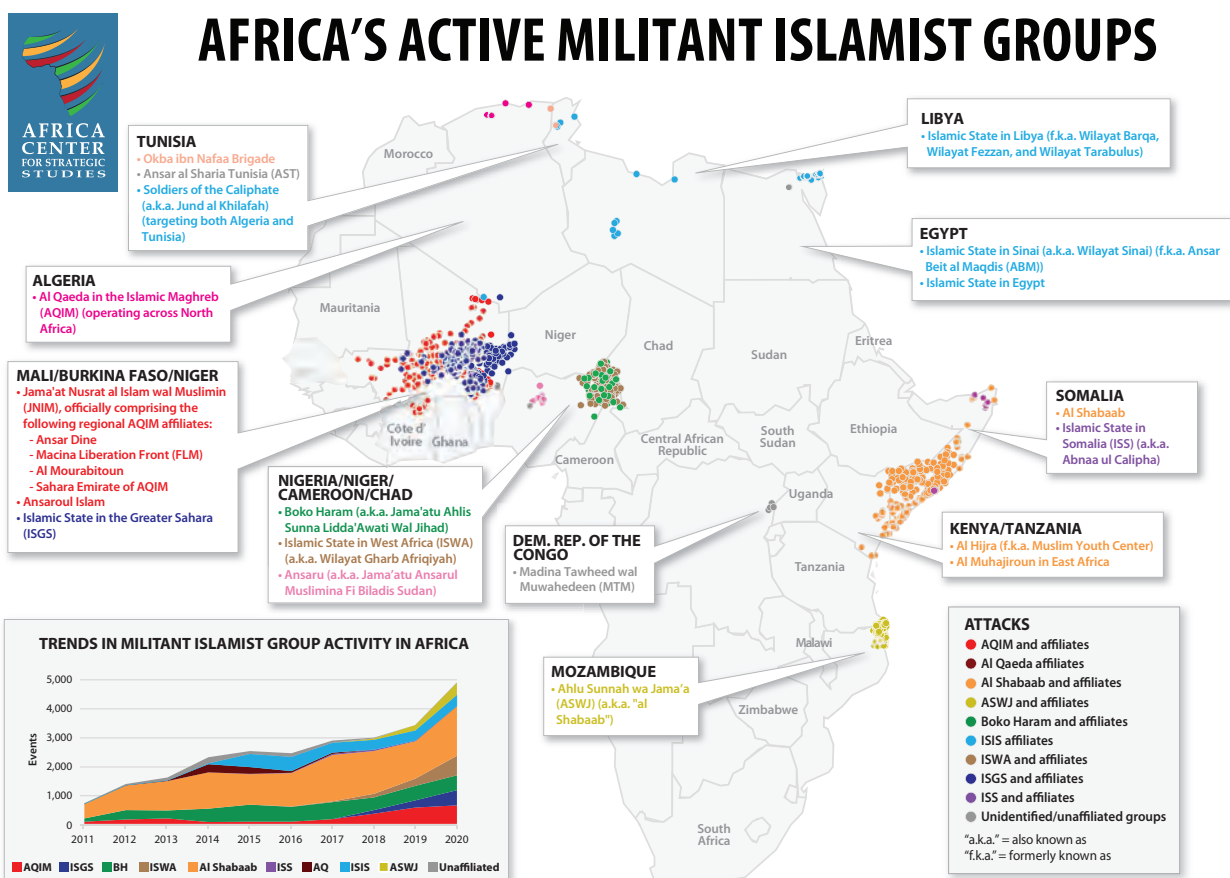 AFRICA'S ACTIVE MILITANT ISLAMIST GROUPS
AFRICA
CENTER
FOR STRATEGIC
STUDIES
TUNISIA
• Okba ibn Nafaa Brigade
• Ansar al Sharia Tunisia (AST)
• Soldiers of the Caliphate
(a.k.a. Jund al Khilafah)
(targeting both Algeria and
Tunisia)
LIBYA
• Islamic State in Libya (f.k.a. Wilayat Barqa,
Wilayat Fezzan, and Wilayat Tarabulus)
EGYPT
• Islamic State in Sinai (a.k.a. Wilayat Sinai) (f.k.a. Ansar
Beit al Maqdis (ABM))
• Islamic State in Egypt
ALGERIA
• Al Qaeda in the Islamic Maghreb
(AQIM) (operating across North
Africa)
MALI/BURKINA FASO/NIGER
• Jama'at Nusrat al Islam wal Muslimin
(JNIM), officially comprising the
following regional AQIM affiliates:
- Ansar Dine
- Macina Liberation Front (FLM)
- Al Mourabitoun
- Sahara Emirate of AQIM
• Ansaroul Islam
• Islamic State in the Greater Sahara
(ISGS)
Morocco
Mauritania
Niger
Chad
Sudan
Eritrea
Côte d'
Ivoire
Ghana
Cameroon
Central African
Republic
South
Sudan
Ethiopia
Uganda
Tanzania
Malawi
Zimbabwe
South
Africa
SOMALIA
• Al Shabaab
• Islamic State in
Somalia (ISS) (a.k.a.
Abnaa ul Calipha)
NIGERIA/NIGER/
CAMEROON/CHAD
• Boko Haram (a.k.a. Jama'atu Ahlis
Sunna Lidda'Awati Wal Jihad)
• Islamic State in West Africa (ISWA)
(a.k.a. Wilayat Gharb Afriqiyah)
• Ansaru (a.k.a. Jama'atu Ansarul
Muslimina Fi Biladis Sudan)
DEM. REP. OF THE
CONGO
• Madina Tawheed wal
Muwahedeen (MTM)
KENYA/TANZANIA
• Al Hijra (f.k.a. Muslim Youth Center)
• Al Muhajiroun in East Africa
MOZAMBIQUE
• Ahlu Sunnah wa Jama'a
(ASWJ) (a.k.a. "al
Shabaab")
ATTACKS
AQIM and affiliates
Al Qaeda affiliates
Al Shabaab and affiliates
ASWJ and affiliates
Boko Haram and affiliates
ISIS affiliates
ISWA and affiliates
ISGS and affiliates
ISS and affiliates
Unidentified/unaffiliated groups
"a.k.a." = also known as
"f.k.a." = formerly known as
TRENDS IN MILITANT ISLAMIST GROUP ACTIVITY IN AFRICA
Events
5,000
4,000
3,000
2,000
1,000
0
2011 2012 2013 2014 2015 2016 2017 2018 2019 2020
AQIM ISGS BH ISWA Al Shabaab ISS AQ ISIS ASWJ Unaffiliated